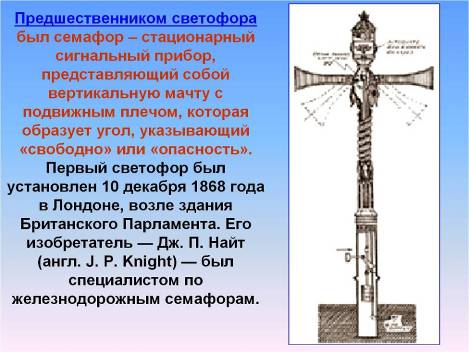 Предшественником светофора
был семафор – стационарный
сигнальный прибор,
представляющий собой
вертикальную мачту с
подвижным плечом, которая
образует угол, указывающий
«свободно» или «опасность».
Первый светофор был
установлен 10 декабря 1868 года
в Лондоне, возле здания
Британского Парламента. Его
изобретатель — Дж. П. Найт
(англ. J. P. Knight) — был
специалистом по
железнодорожным семафорам.